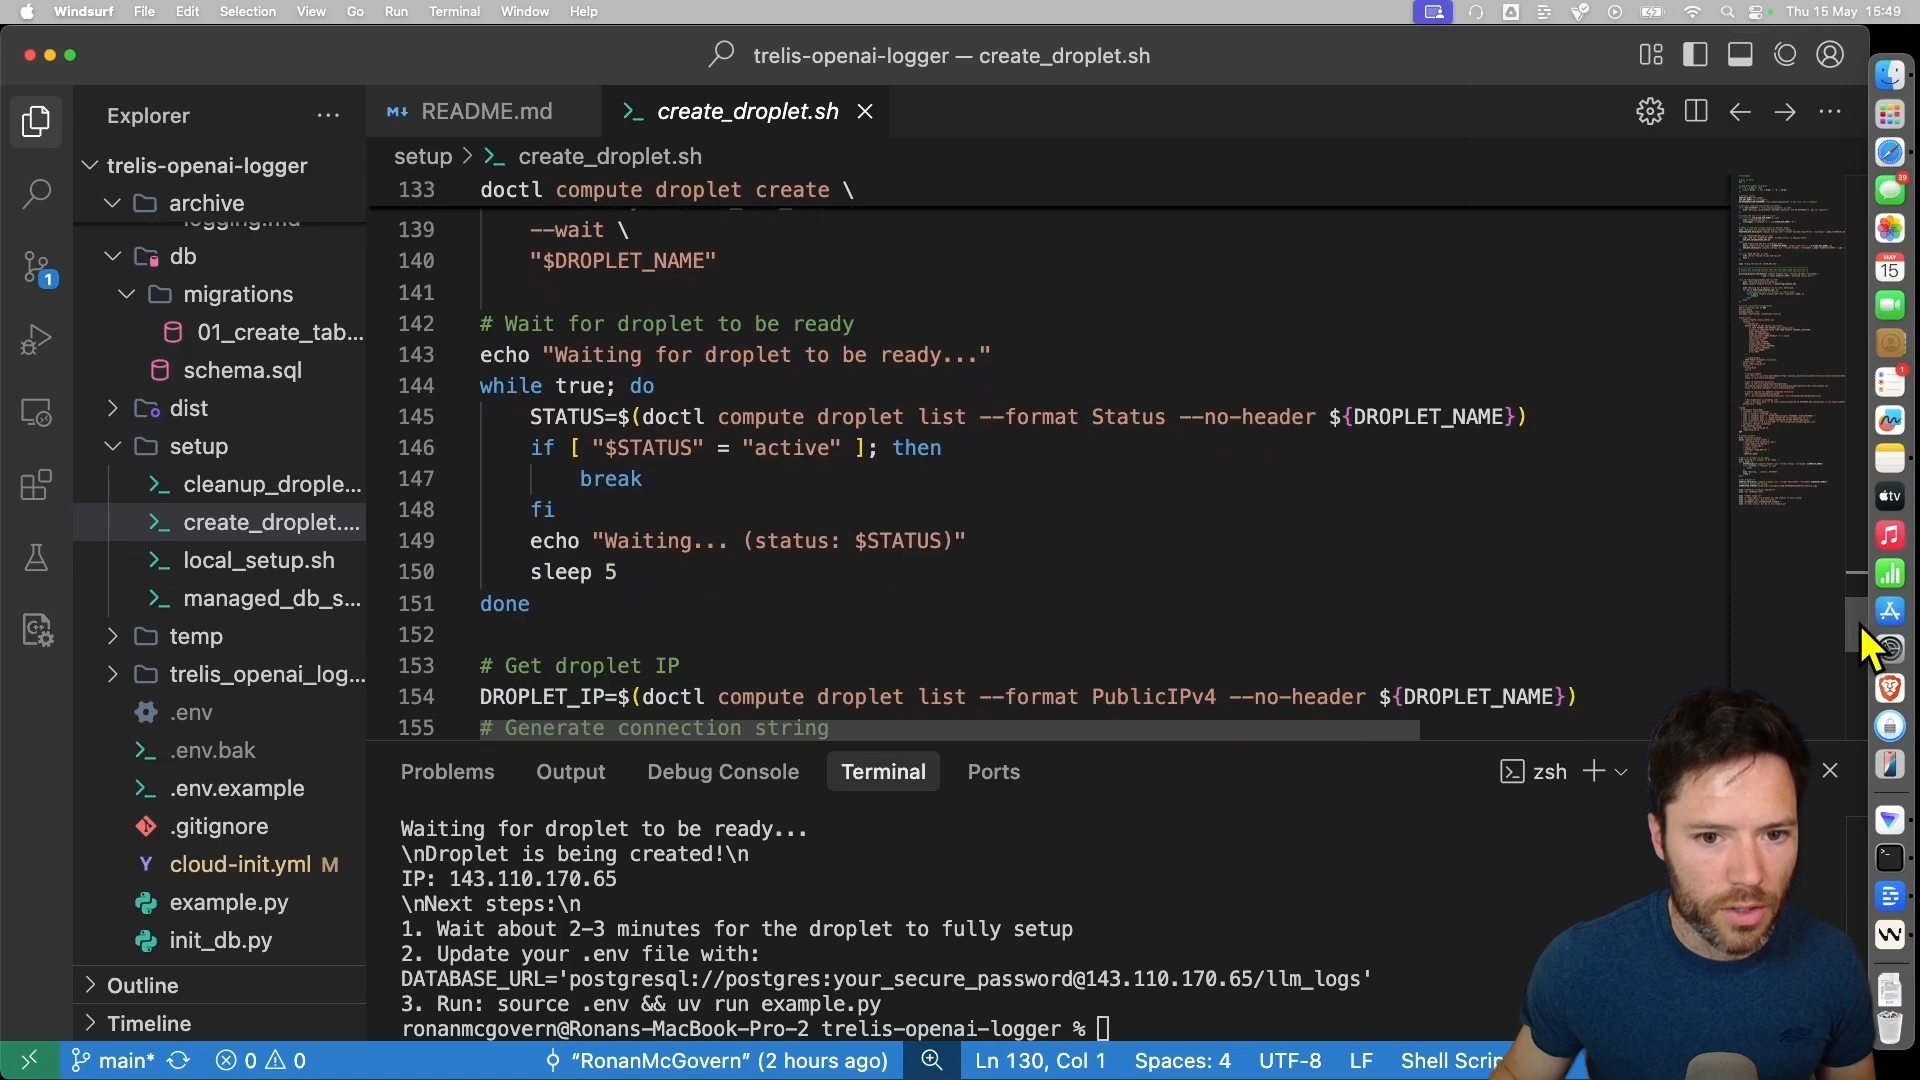 Windsurf File Edit Selection View Go Run Terminal Window Help Thu 15 May 15:49
trelis-openai-logger — create_droplet.sh
Explorer
README.md
create_droplet.sh
setup > create_droplet.sh
trelis-openai-logger
archive
logging.md
db
migrations
01_create_tab...
schema.sql
dist
setup
cleanup_drople...
create_droplet....
local_setup.sh
managed_db_s...
temp
trelis_openai_log...
.env
.env.bak
.env.example
.gitignore
cloud-init.yml M
example.py
init_db.py
Outline
Timeline
1
133 doctl compute droplet create \
139 --wait \
140 "$DROPLET_NAME"
141
142 # Wait for droplet to be ready
143 echo "Waiting for droplet to be ready..."
144 while true; do
145 STATUS=$(doctl compute droplet list --format Status --no-header ${DROPLET_NAME})
146 if [ "$STATUS" = "active" ]; then
147 break
148 fi
149 echo "Waiting... (status: $STATUS)"
150 sleep 5
151 done
152
153 # Get droplet IP
154 DROPLET_IP=$(doctl compute droplet list --format PublicIPv4 --no-header ${DROPLET_NAME})
155 # Generate connection string
Problems Output Debug Console Terminal Ports zsh
Waiting for droplet to be ready...
\nDroplet is being created!\n
IP: 143.110.170.65
\nNext steps:\n
1. Wait about 2-3 minutes for the droplet to fully setup
2. Update your .env file with:
DATABASE_URL='postgresql://postgres:your_secure_password@143.110.170.65/llm_logs'
3. Run: source .env && uv run example.py
ronanmcgovern@Ronans-MacBook-Pro-2 trelis-openai-logger %
main* 0 0 "RonanMcGovern" (2 hours ago) Ln 130, Col 1 Spaces: 4 UTF-8 LF Shell Scrip
39
MAY
15
1
tv